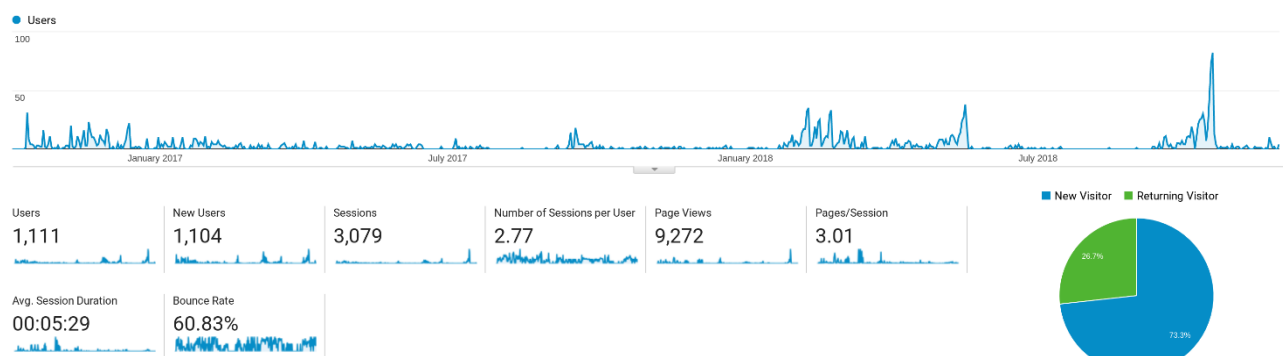 Users
100
50
January 2017 July 2017 January 2018 July 2018
New Visitor Returning Visitor
Users New Users Sessions Number of Sessions per User Page Views Pages/Session
1,111 1,104 3,079 2.77 9,272 3.01
26.7%
Avg. Session Duration Bounce Rate
00:05:29 60.83%
73.3%